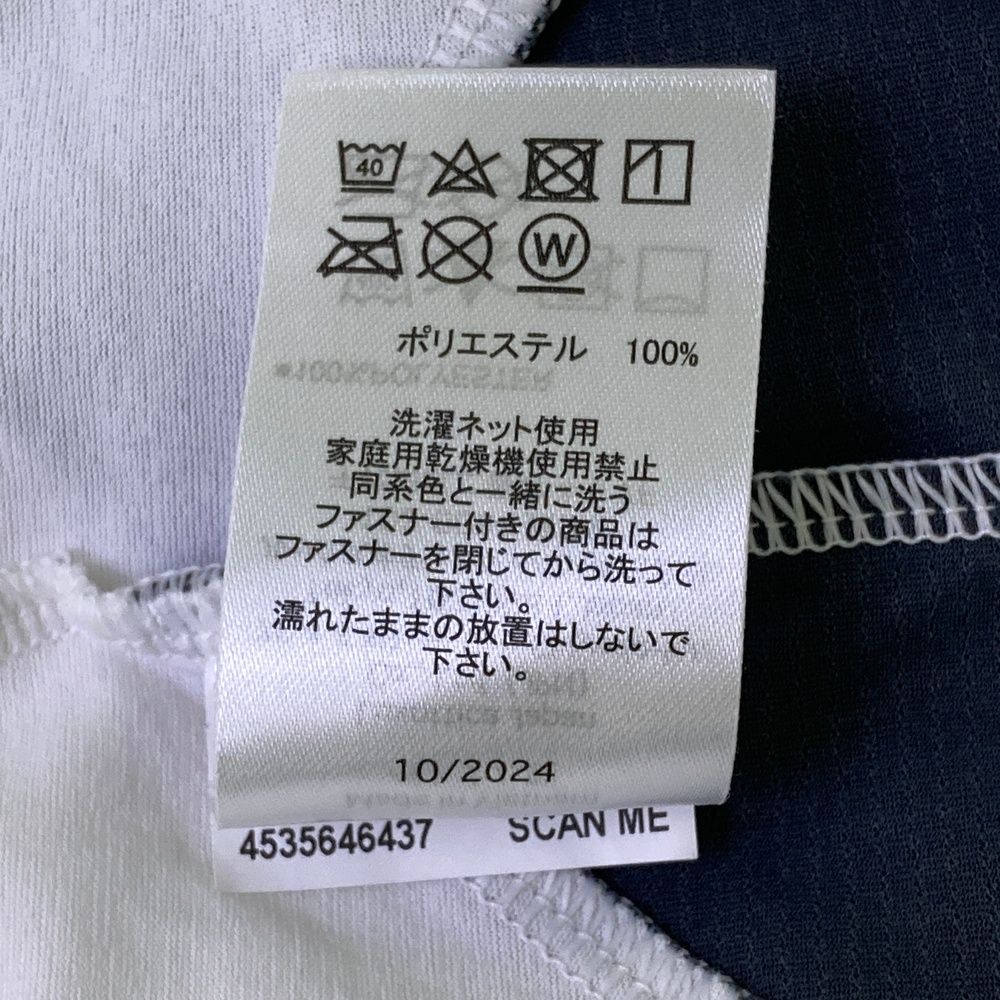 40
W
ポリエステル 100%
洗濯ネット使用
家庭用乾燥機使用禁止
同系色と一緒に洗う
ファスナー付きの商品は
ファスナーを閉じてから洗って
下さい。
濡れたままの放置はしないで
下さい。
10/2024
4535646437 SCAN ME